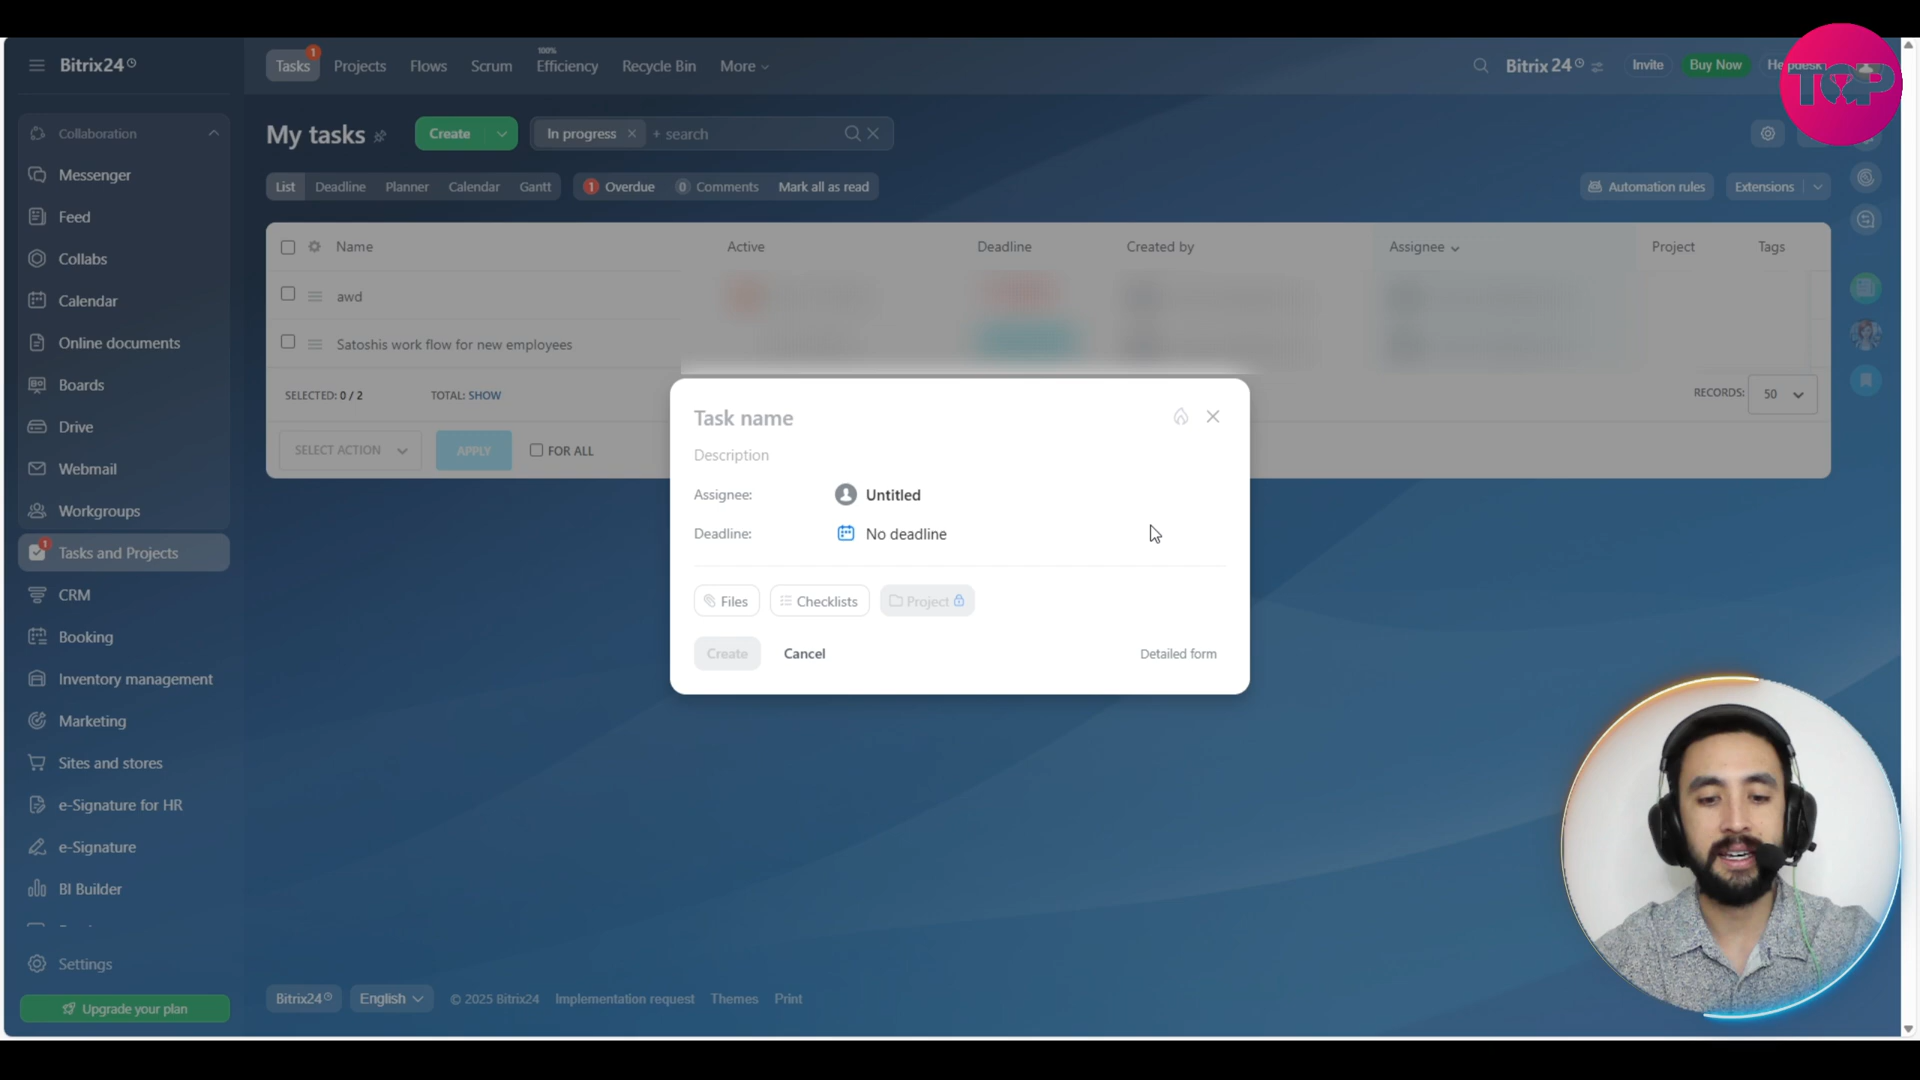 Bitrix24
Tasks
1
Projects
Flows
Scrum
100%
Efficiency
Recycle Bin
More
Bitrix 24
Invite
Buy Now
Helpdesk
TOP
Collaboration
Messenger
Feed
Collabs
Calendar
Online documents
Boards
Drive
Webmail
Workgroups
1
Tasks and Projects
CRM
Booking
Inventory management
Marketing
Sites and stores
e-Signature for HR
e-Signature
BI Builder
Settings
Upgrade your plan
My tasks
Create
In progress
+ search
List
Deadline
Planner
Calendar
Gantt
1 Overdue
0 Comments
Mark all as read
Automation rules
Extensions
Name
Active
Deadline
Created by
Assignee
Project
Tags
awd
Satoshis work flow for new employees
SELECTED: 0 / 2
TOTAL: SHOW
RECORDS: 50
SELECT ACTION
APPLY
FOR ALL
Task name
Description
Assignee:
Untitled
Deadline:
No deadline
Files
Checklists
Project
Create
Cancel
Detailed form
Bitrix24
English
© 2025 Bitrix24
Implementation request
Themes
Print